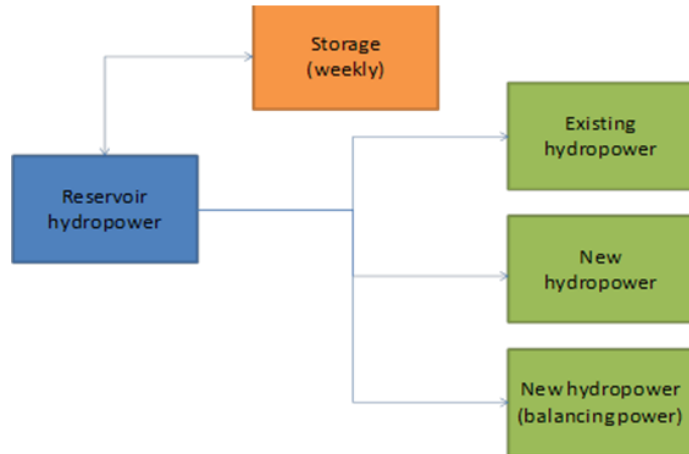 Storage
(weekly)
Existing
hydropower
Reservoir
hydropower
New
hydropower
New hydropower
(balancing power)